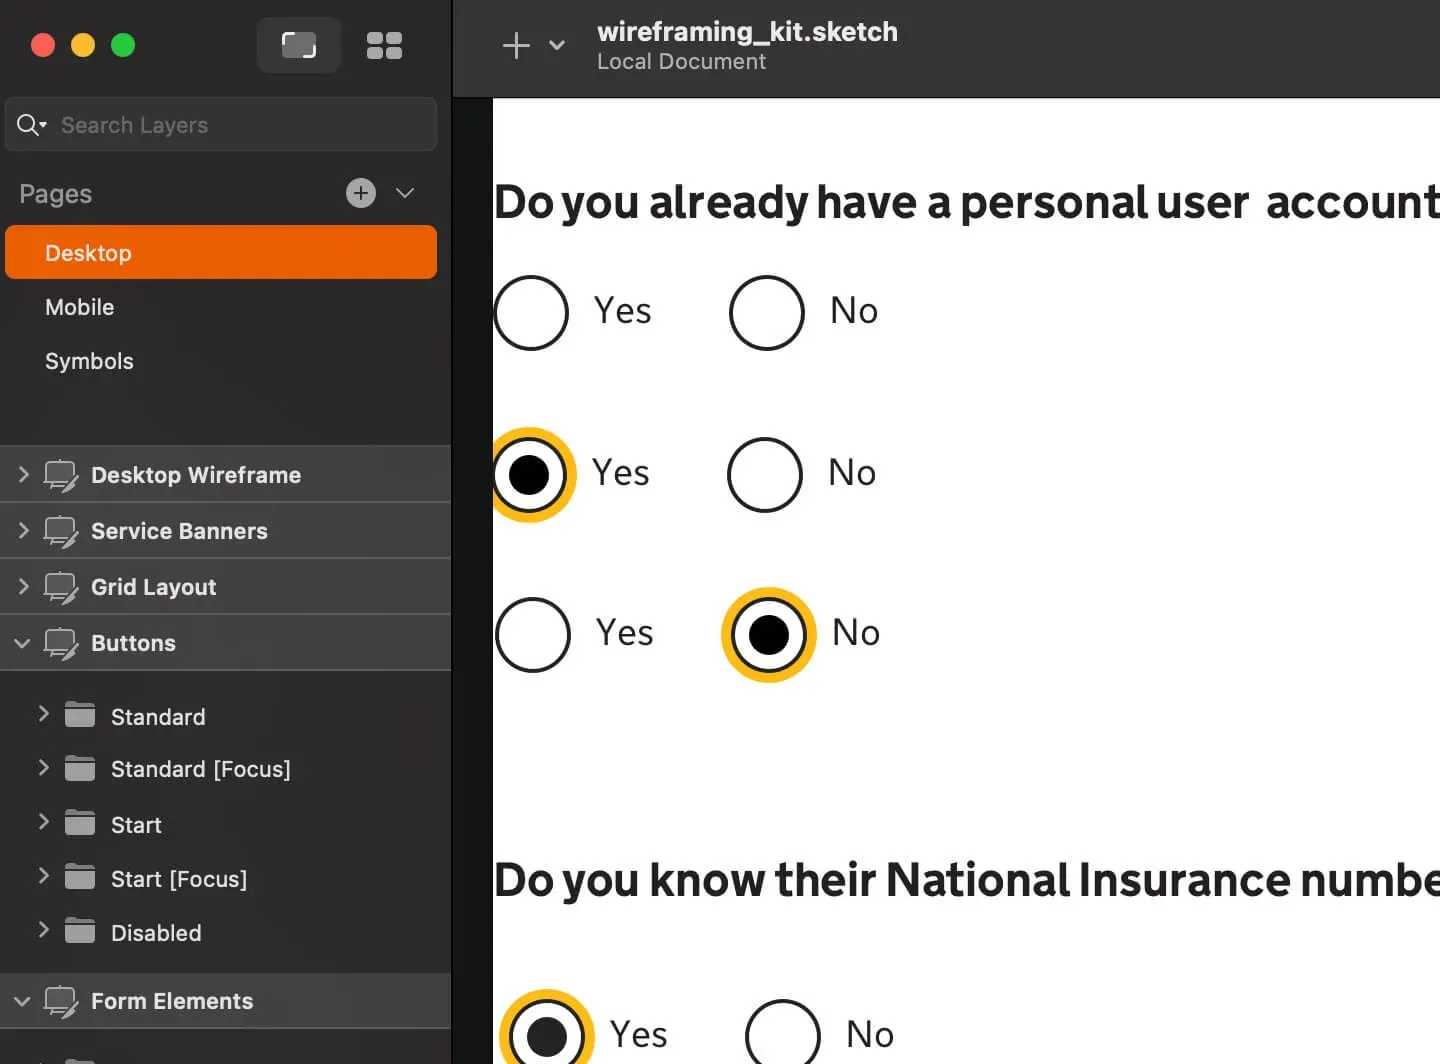 wireframing_kit.sketch
Local Document
Search Layers
Pages
Desktop
Mobile
Symbols
Desktop Wireframe
Service Banners
Grid Layout
Buttons
Standard
Standard [Focus]
Start
Start [Focus]
Disabled
Form Elements
Do you already have a personal user account
Yes No
Yes No
Yes No
Do you know their National Insurance numbe
Yes No